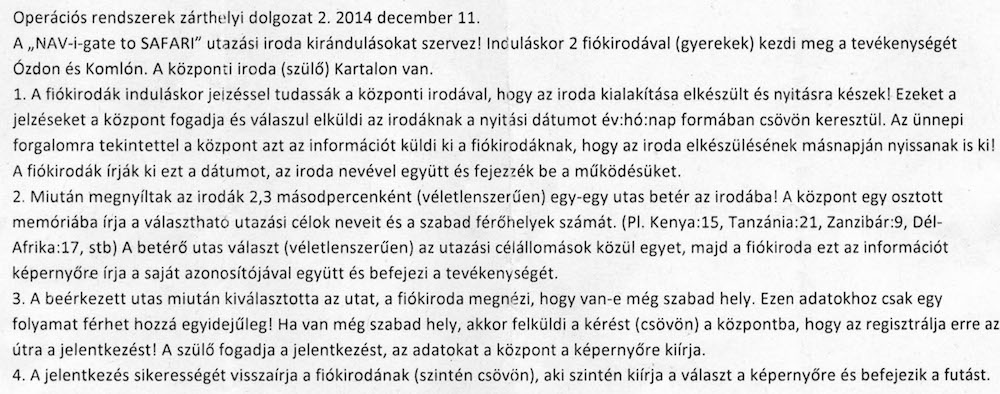 Operációs rendszerek zárthelyi dolgozat 2. 2014 december 11.
A „NAV-i-gate to SAFARI” utazási iroda kirándulásokat szervez! Induláskor 2 fiókirodával (gyerekek) kezdi meg a tevékenységét
Ózdon és Komlón. A központi iroda (szülő) Kartalon van.
1. A fiókirodák induláskor jelzéssel tudassák a központi irodával, hogy az iroda kialakítása elkészült és nyitásra készek! Ezeket a
jelzéseket a központ fogadja és válaszul elküldi az irodáknak a nyitási dátumot év:hó:nap formában csövön keresztül. Az ünnepi
forgalomra tekintettel a központ azt az információt küldi ki a fiókirodáknak, hogy az iroda elkészülésének másnapján nyissanak is ki!
A fiókirodák írják ki ezt a dátumot, az iroda nevével együtt és fejezzék be a működésüket.
2. Miután megnyíltak az irodák 2,3 másodpercenként (véletlenszerűen) egy-egy utas betér az irodába! A központ egy osztott
memóriába írja a választható utazási célok neveit és a szabad férőhelyek számát. (Pl. Kenya:15, Tanzánia:21, Zanzibár:9, Dél-
Afrika:17, stb) A betérő utas választ (véletlenszerűen) az utazási célállomások közül egyet, majd a fiókiroda ezt az információt
képernyőre írja a saját azonosítójával együtt és befejezi a tevékenységét.
3. A beérkezett utas miután kiválasztotta az utat, a fiókiroda megnézi, hogy van-e még szabad hely. Ezen adatokhoz csak egy
folyamat férhet hozzá egyidejűleg! Ha van még szabad hely, akkor felküldi a kérést (csövön) a központba, hogy az regisztrálja erre az
útra a jelentkezést! A szülő fogadja a jelentkezést, az adatokat a központ a képernyőre kiírja.
4. A jelentkezés sikerességét visszaírja a fiókirodának (szintén csövön), aki szintén kiírja a választ a képernyőre és befejezik a futást.